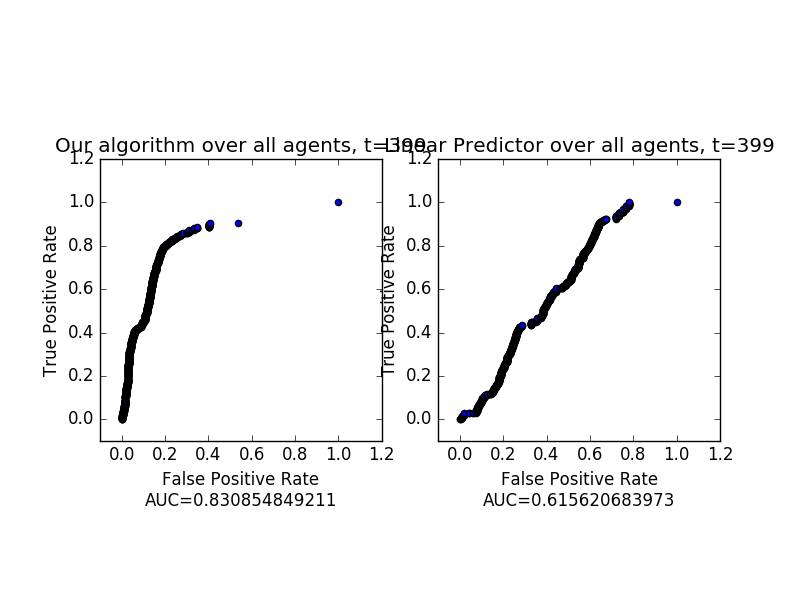 Our algorithm over all agents, t=399
Linear Predictor over all agents, t=399
True Positive Rate
1.2
1.0
0.8
0.6
0.4
0.2
0.0
0.0 0.2 0.4 0.6 0.8 1.0 1.2
False Positive Rate
AUC=0.830854849211
True Positive Rate
1.2
1.0
0.8
0.6
0.4
0.2
0.0
0.0 0.2 0.4 0.6 0.8 1.0 1.2
False Positive Rate
AUC=0.615620683973